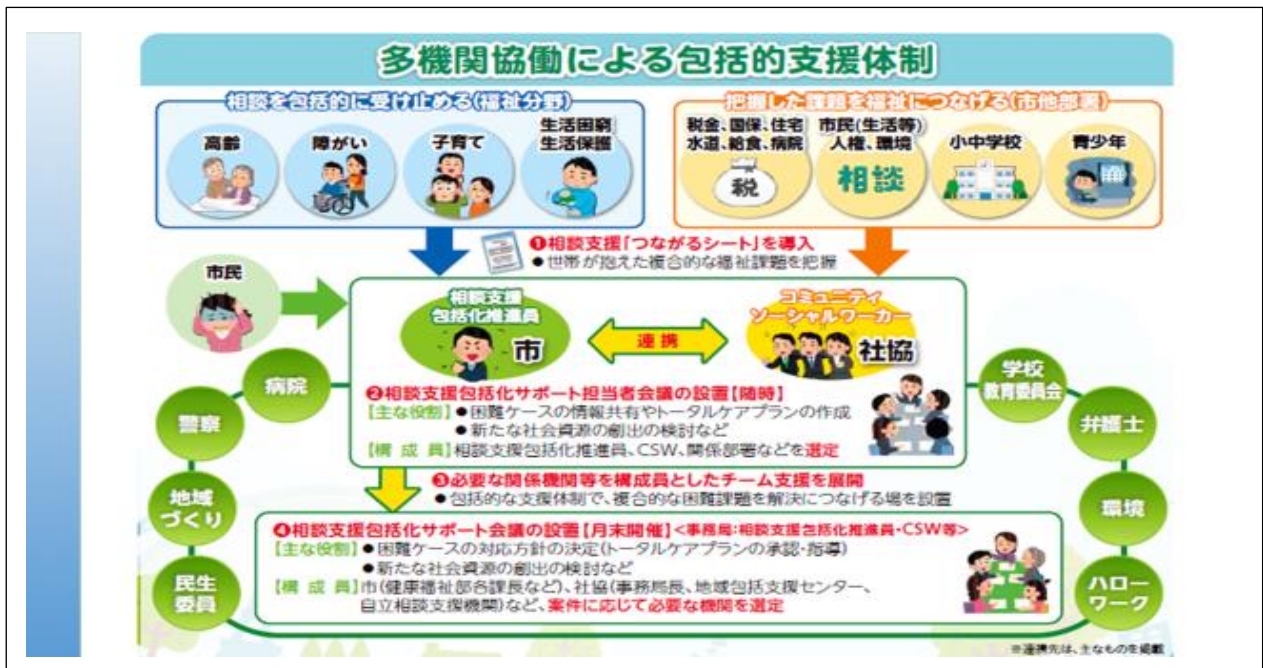 多機関協働による包括的支援体制
相談を包括的に受け止める(福祉分野)
高齢
障がい
子育て
生活困窮
生活保護
把握した課題を福祉につなげる(市他部署)
税金、国保、住宅
水道、給食、病院
税
市民(生活等)
人権、環境
相談
小中学校
青少年
❶相談支援「つながるシート」を導入
●世帯が抱えた複合的な福祉課題を把握
市民
相談支援
包括化推進員
市
連携
コミュニティ
ソーシャルワーカー
社協
❷相談支援包括化サポート担当者会議の設置【随時】
【主な役割】●困難ケースの情報共有やトータルケアプランの作成
●新たな社会資源の創出の検討など
【構成員】相談支援包括化推進員、CSW、関係部署などを選定
❸必要な関係機関等を構成員としたチーム支援を展開
●包括的な支援体制で、複合的な困難課題を解決につなげる場を設置
❹相談支援包括化サポート会議の設置【月末開催】<事務局:相談支援包括化推進員・CSW等>
【主な役割】●困難ケースの対応方針の決定(トータルケアプランの承認・指導)
●新たな社会資源の創出の検討など
【構成員】市(健康福祉部各課長など)、社協(事務局長、地域包括支援センター、
自立相談支援機関)など、案件に応じて必要な機関を選定
病院
警察
地域
づくり
民生
委員
学校
教育委員会
弁護士
環境
ハロー
ワーク
※連携先は、主なものを掲載